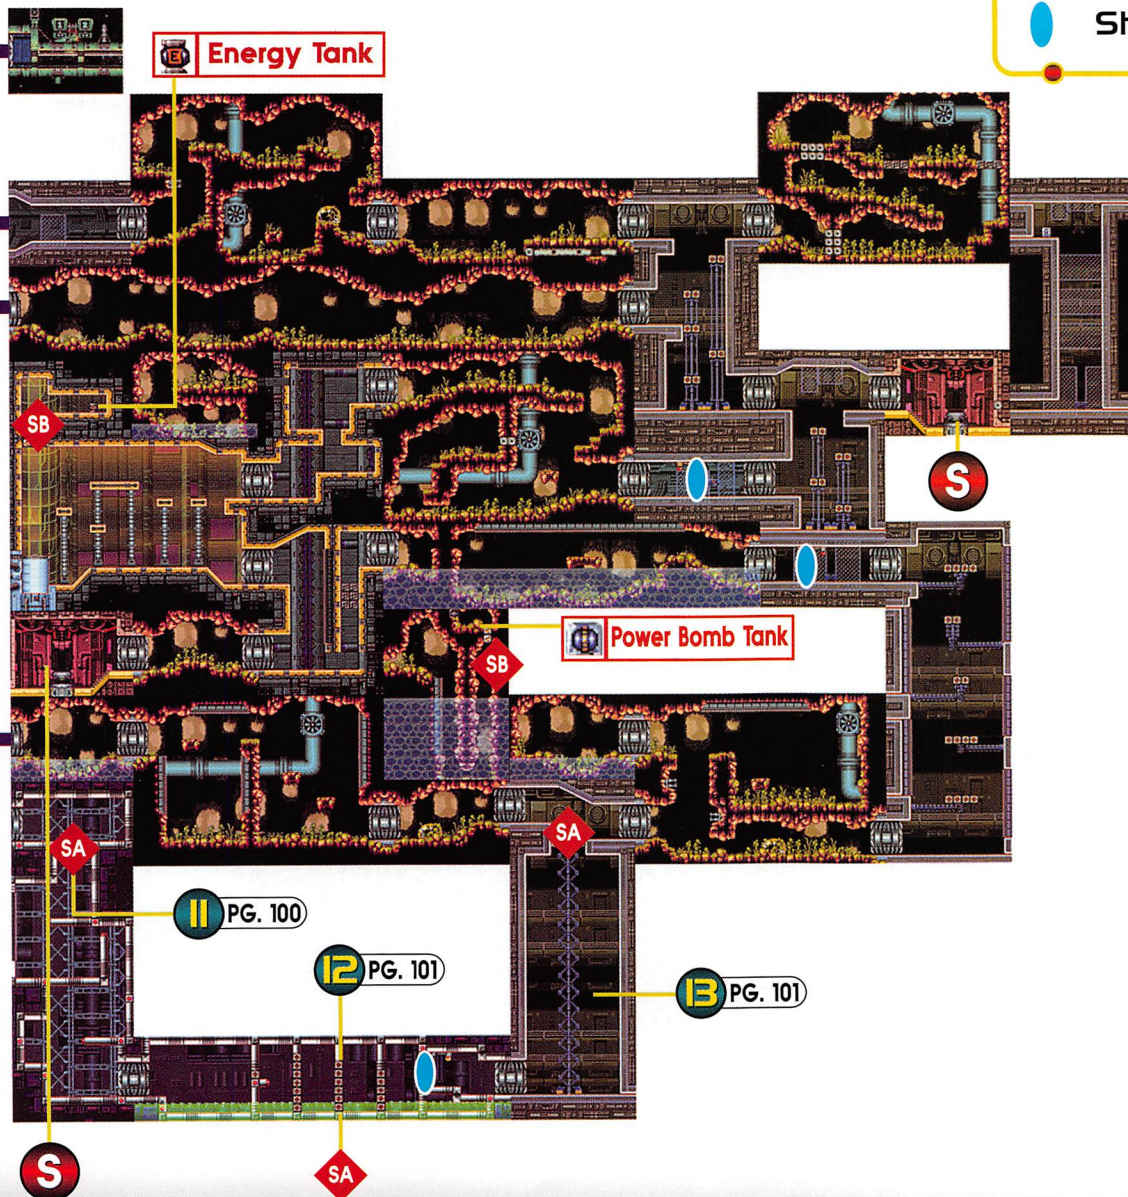 Sh
E Energy Tank
SB
S
Power Bomb Tank
SB
SA
SA
11 PG. 100
12 PG. 101
13 PG. 101
S
SA